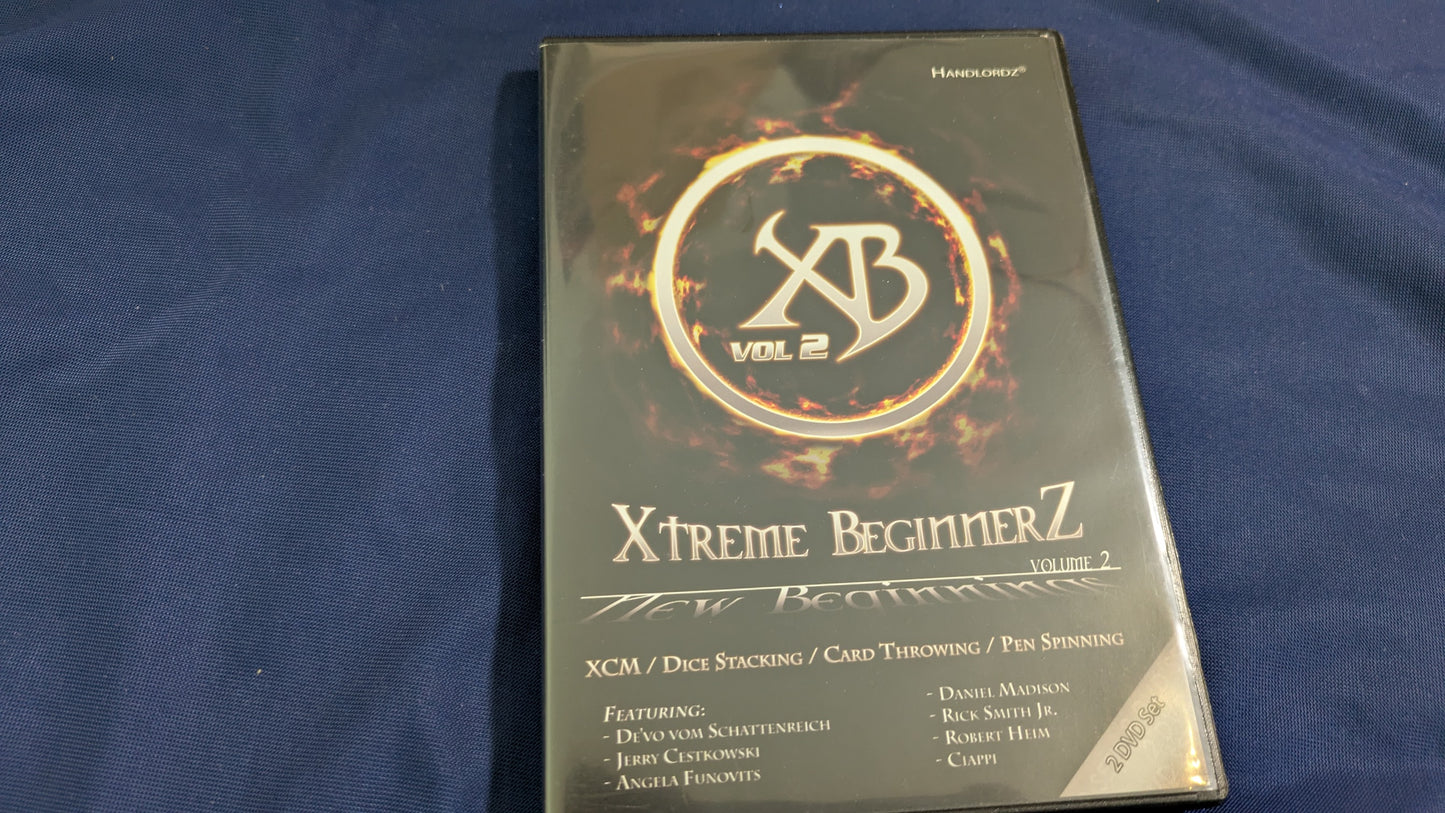 HANDLORDZ®
XB
VOL 2
XTREME BEGINNERZ
VOLUME 2
New Beginnings
XCM / DICE STACKING / CARD THROWING / PEN SPINNING
FEATURING:
- DE'VO VOM SCHATTENREICH
- JERRY CESTKOWSKI
- ANGELA FUNOVITS
- DANIEL MADISON
- RICK SMITH JR.
- ROBERT HEIM
- CIAPPI
2 DVD Set